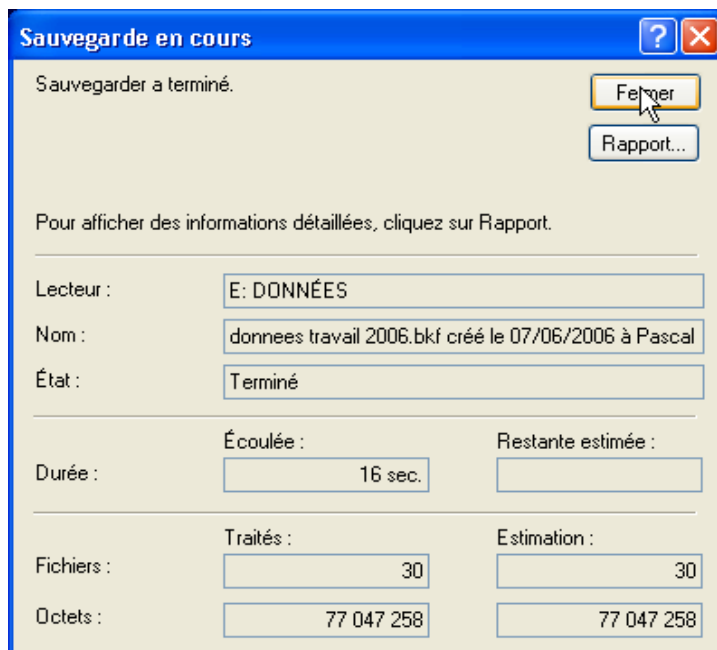 Sauvegarde en cours
Sauvegarder a terminé.
Fermer
Rapport...
Pour afficher des informations détaillées, cliquez sur Rapport.
Lecteur : E: DONNÉES
Nom : donnees travail 2006.bkf créé le 07/06/2006 à Pascal
État : Terminé
Écoulée : Restante estimée :
Durée : 16 sec.
Traités : Estimation :
Fichiers : 30 30
Octets : 77 047 258 77 047 258